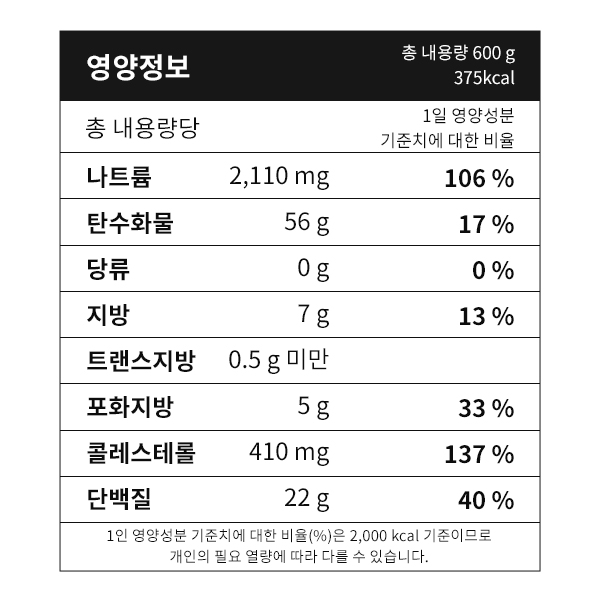 영양정보
총 내용량 600 g
375kcal
총 내용량당
1일 영양성분
기준치에 대한 비율
나트륨 2,110 mg 106 %
탄수화물 56 g 17 %
당류 0 g 0 %
지방 7 g 13 %
트랜스지방 0.5 g 미만
포화지방 5 g 33 %
콜레스테롤 410 mg 137 %
단백질 22 g 40 %
1인 영양성분 기준치에 대한 비율(%)은 2,000 kcal 기준이므로
개인의 필요 열량에 따라 다를 수 있습니다.